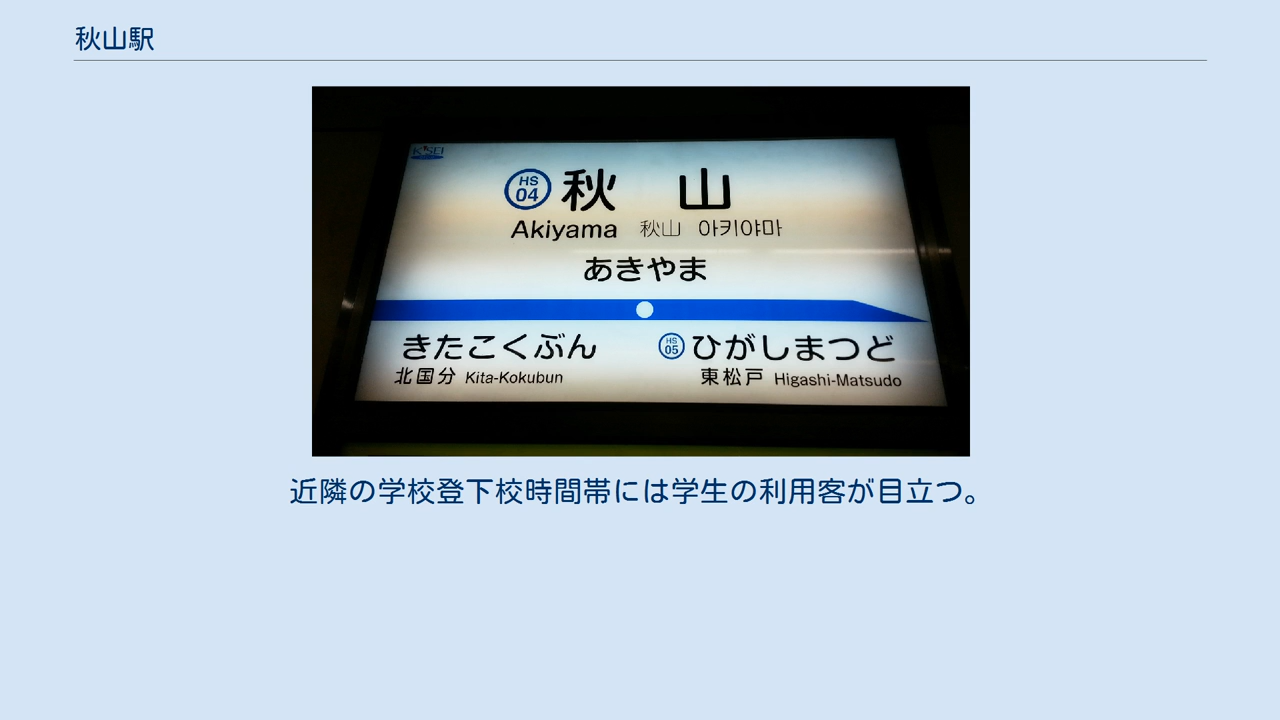 秋山駅
KSEI
HS 04 秋 山
Akiyama 秋山 아키야마
あきやま
きたこくぶん HS 05 ひがしまつど
北国分 Kita-Kokubun 東松戸 Higashi-Matsudo
近隣の学校登下校時間帯には学生の利用客が目立つ。